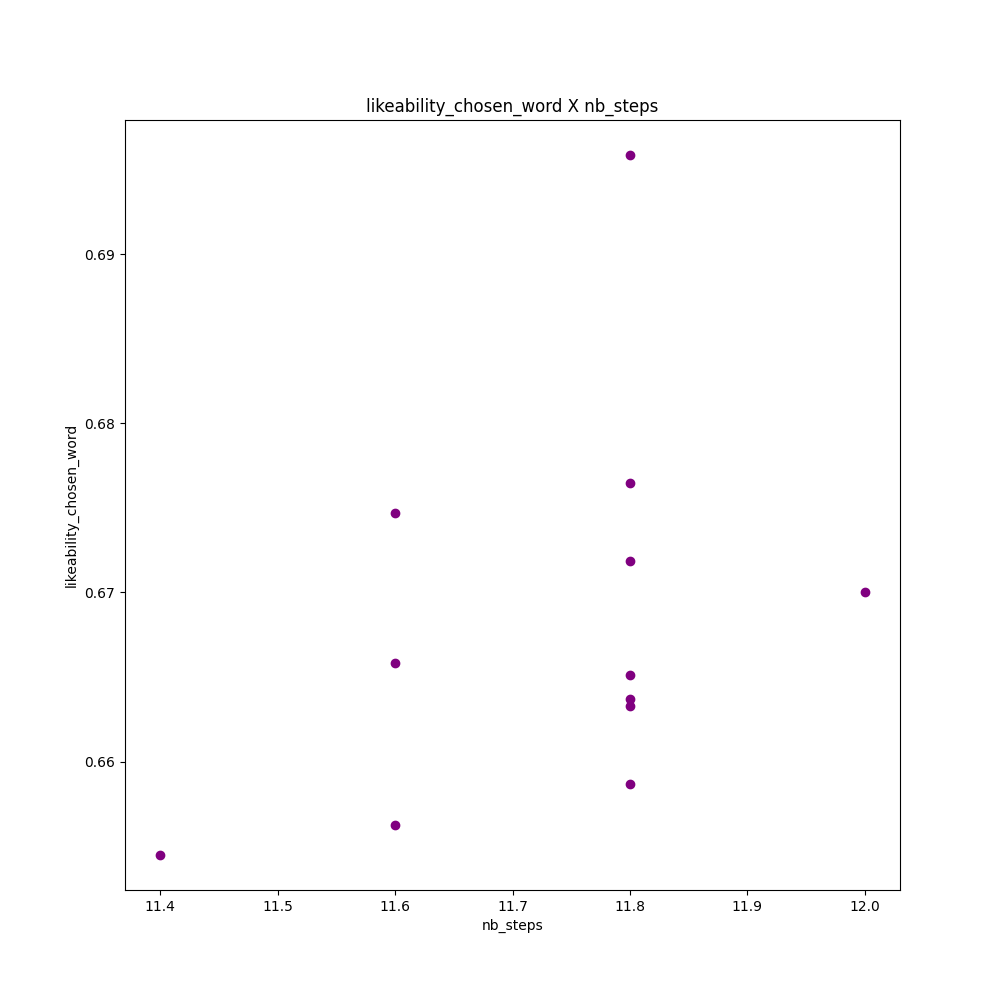 likeability_chosen_word X nb_steps
likeability_chosen_word
0.69
0.68
0.67
0.66
11.4 11.5 11.6 11.7 11.8 11.9 12.0
nb_steps